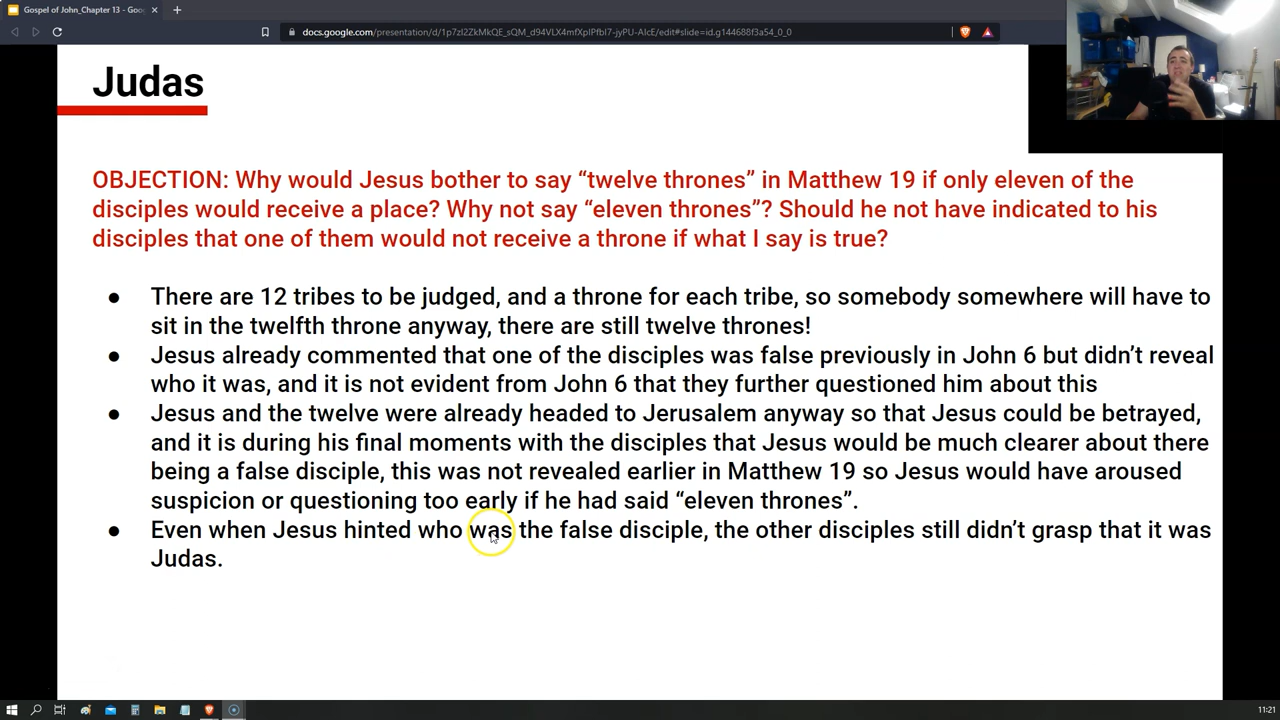 Gospel of John_Chapter 13 - Goo
docs.google.com/presentation/d/1p7zI2ZkMkQE_sQM_d94VLX4mfXpIPfbI7-jyPU-AIcE/edit#slide=id.g144688f3a54_0_0
Judas
OBJECTION: Why would Jesus bother to say “twelve thrones” in Matthew 19 if only eleven of the
disciples would receive a place? Why not say “eleven thrones”? Should he not have indicated to his
disciples that one of them would not receive a throne if what I say is true?
● There are 12 tribes to be judged, and a throne for each tribe, so somebody somewhere will have to
sit in the twelfth throne anyway, there are still twelve thrones!
● Jesus already commented that one of the disciples was false previously in John 6 but didn’t reveal
who it was, and it is not evident from John 6 that they further questioned him about this
● Jesus and the twelve were already headed to Jerusalem anyway so that Jesus could be betrayed,
and it is during his final moments with the disciples that Jesus would be much clearer about there
being a false disciple, this was not revealed earlier in Matthew 19 so Jesus would have aroused
suspicion or questioning too early if he had said “eleven thrones”.
● Even when Jesus hinted who was the false disciple, the other disciples still didn’t grasp that it was
Judas.
11:21